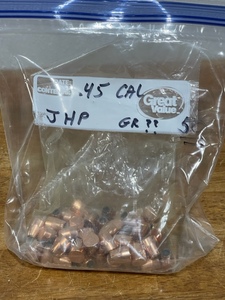 .45 CAL
Great Value
JHP GR ?? 5